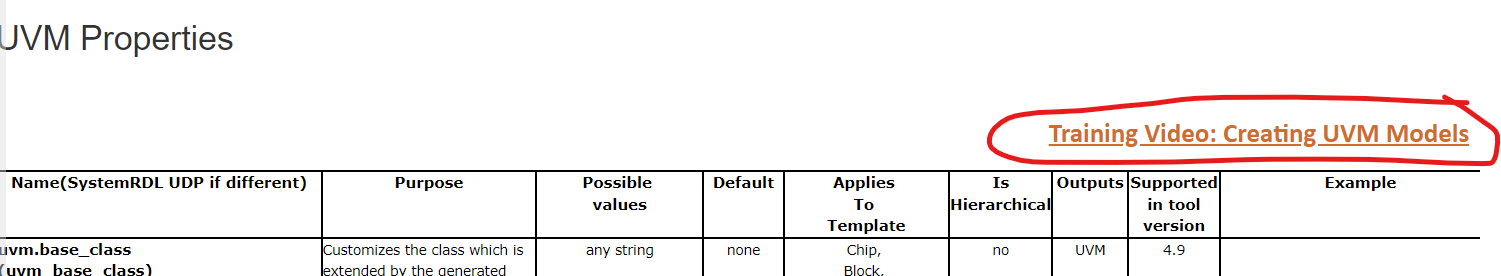 UVM Properties
Training Video: Creating UVM Models
Name(SystemRDL UDP if different) Purpose Possible values Default Applies To Template Is Hierarchical Outputs Supported in tool version Example
uvm.base_class (uvm_base_class) Customizes the class which is extended by the generated any string none Chip, Block, no UVM 4.9